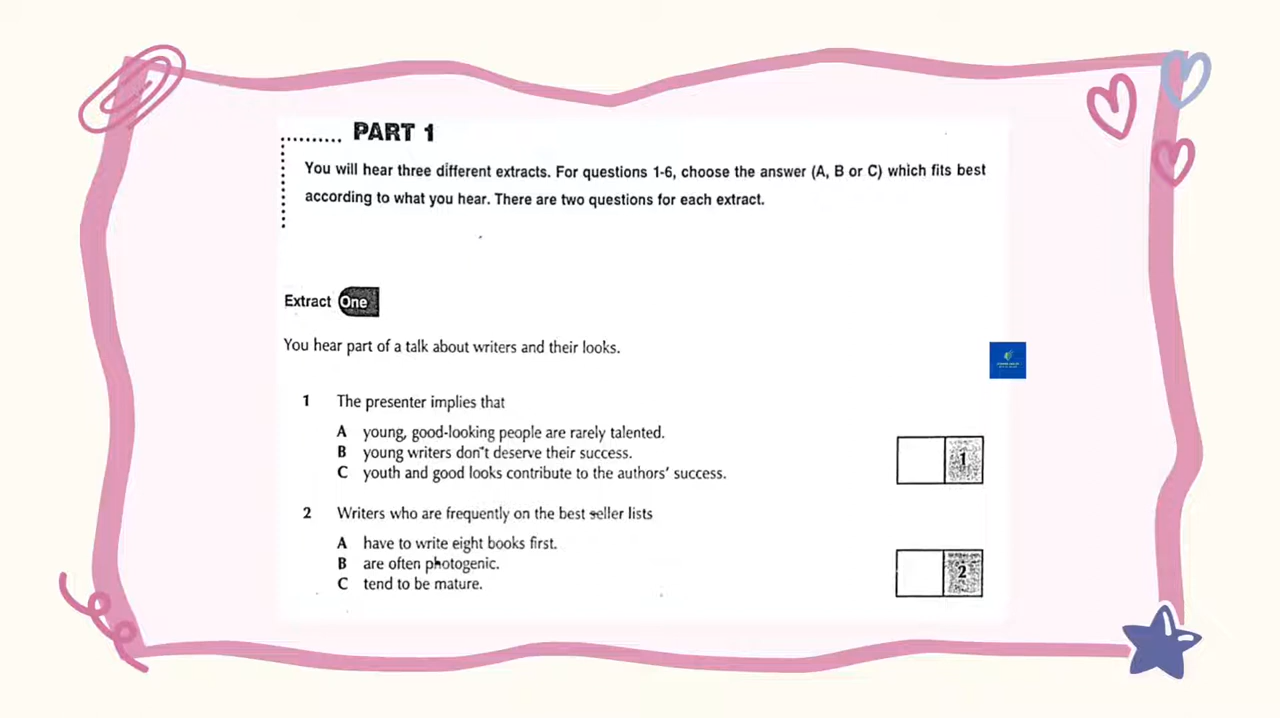 PART 1
You will hear three different extracts. For questions 1-6, choose the answer (A, B or C) which fits best
according to what you hear. There are two questions for each extract.
Extract One
You hear part of a talk about writers and their looks.
1 The presenter implies that
A young, good-looking people are rarely talented.
B young writers don't deserve their success.
C youth and good looks contribute to the authors' success.
1
2 Writers who are frequently on the best seller lists
A have to write eight books first.
B are often photogenic.
C tend to be mature.
2